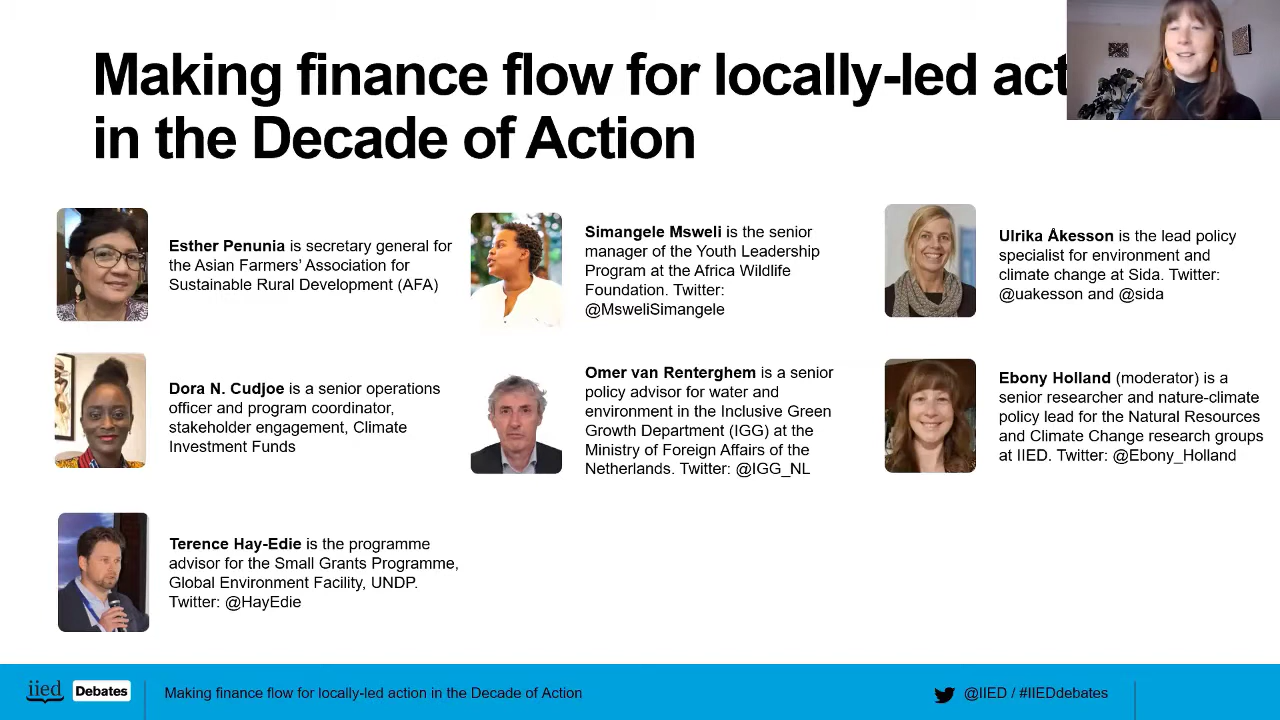 Making finance flow for locally-led act
in the Decade of Action
Esther Penunia is secretary general for
the Asian Farmers’ Association for
Sustainable Rural Development (AFA)
Simangele Msweli is the senior
manager of the Youth Leadership
Program at the Africa Wildlife
Foundation. Twitter:
@MsweliSimangele
Ulrika Åkesson is the lead policy
specialist for environment and
climate change at Sida. Twitter:
@uakesson and @sida
Dora N. Cudjoe is a senior operations
officer and program coordinator,
stakeholder engagement, Climate
Investment Funds
Omer van Renterghem is a senior
policy advisor for water and
environment in the Inclusive Green
Growth Department (IGG) at the
Ministry of Foreign Affairs of the
Netherlands. Twitter: @IGG_NL
Ebony Holland (moderator) is a
senior researcher and nature-climate
policy lead for the Natural Resources
and Climate Change research groups
at IIED. Twitter: @Ebony_Holland
Terence Hay-Edie is the programme
advisor for the Small Grants Programme,
Global Environment Facility, UNDP.
Twitter: @HayEdie
iied Debates
Making finance flow for locally-led action in the Decade of Action
@IIED / #IIEDdebates